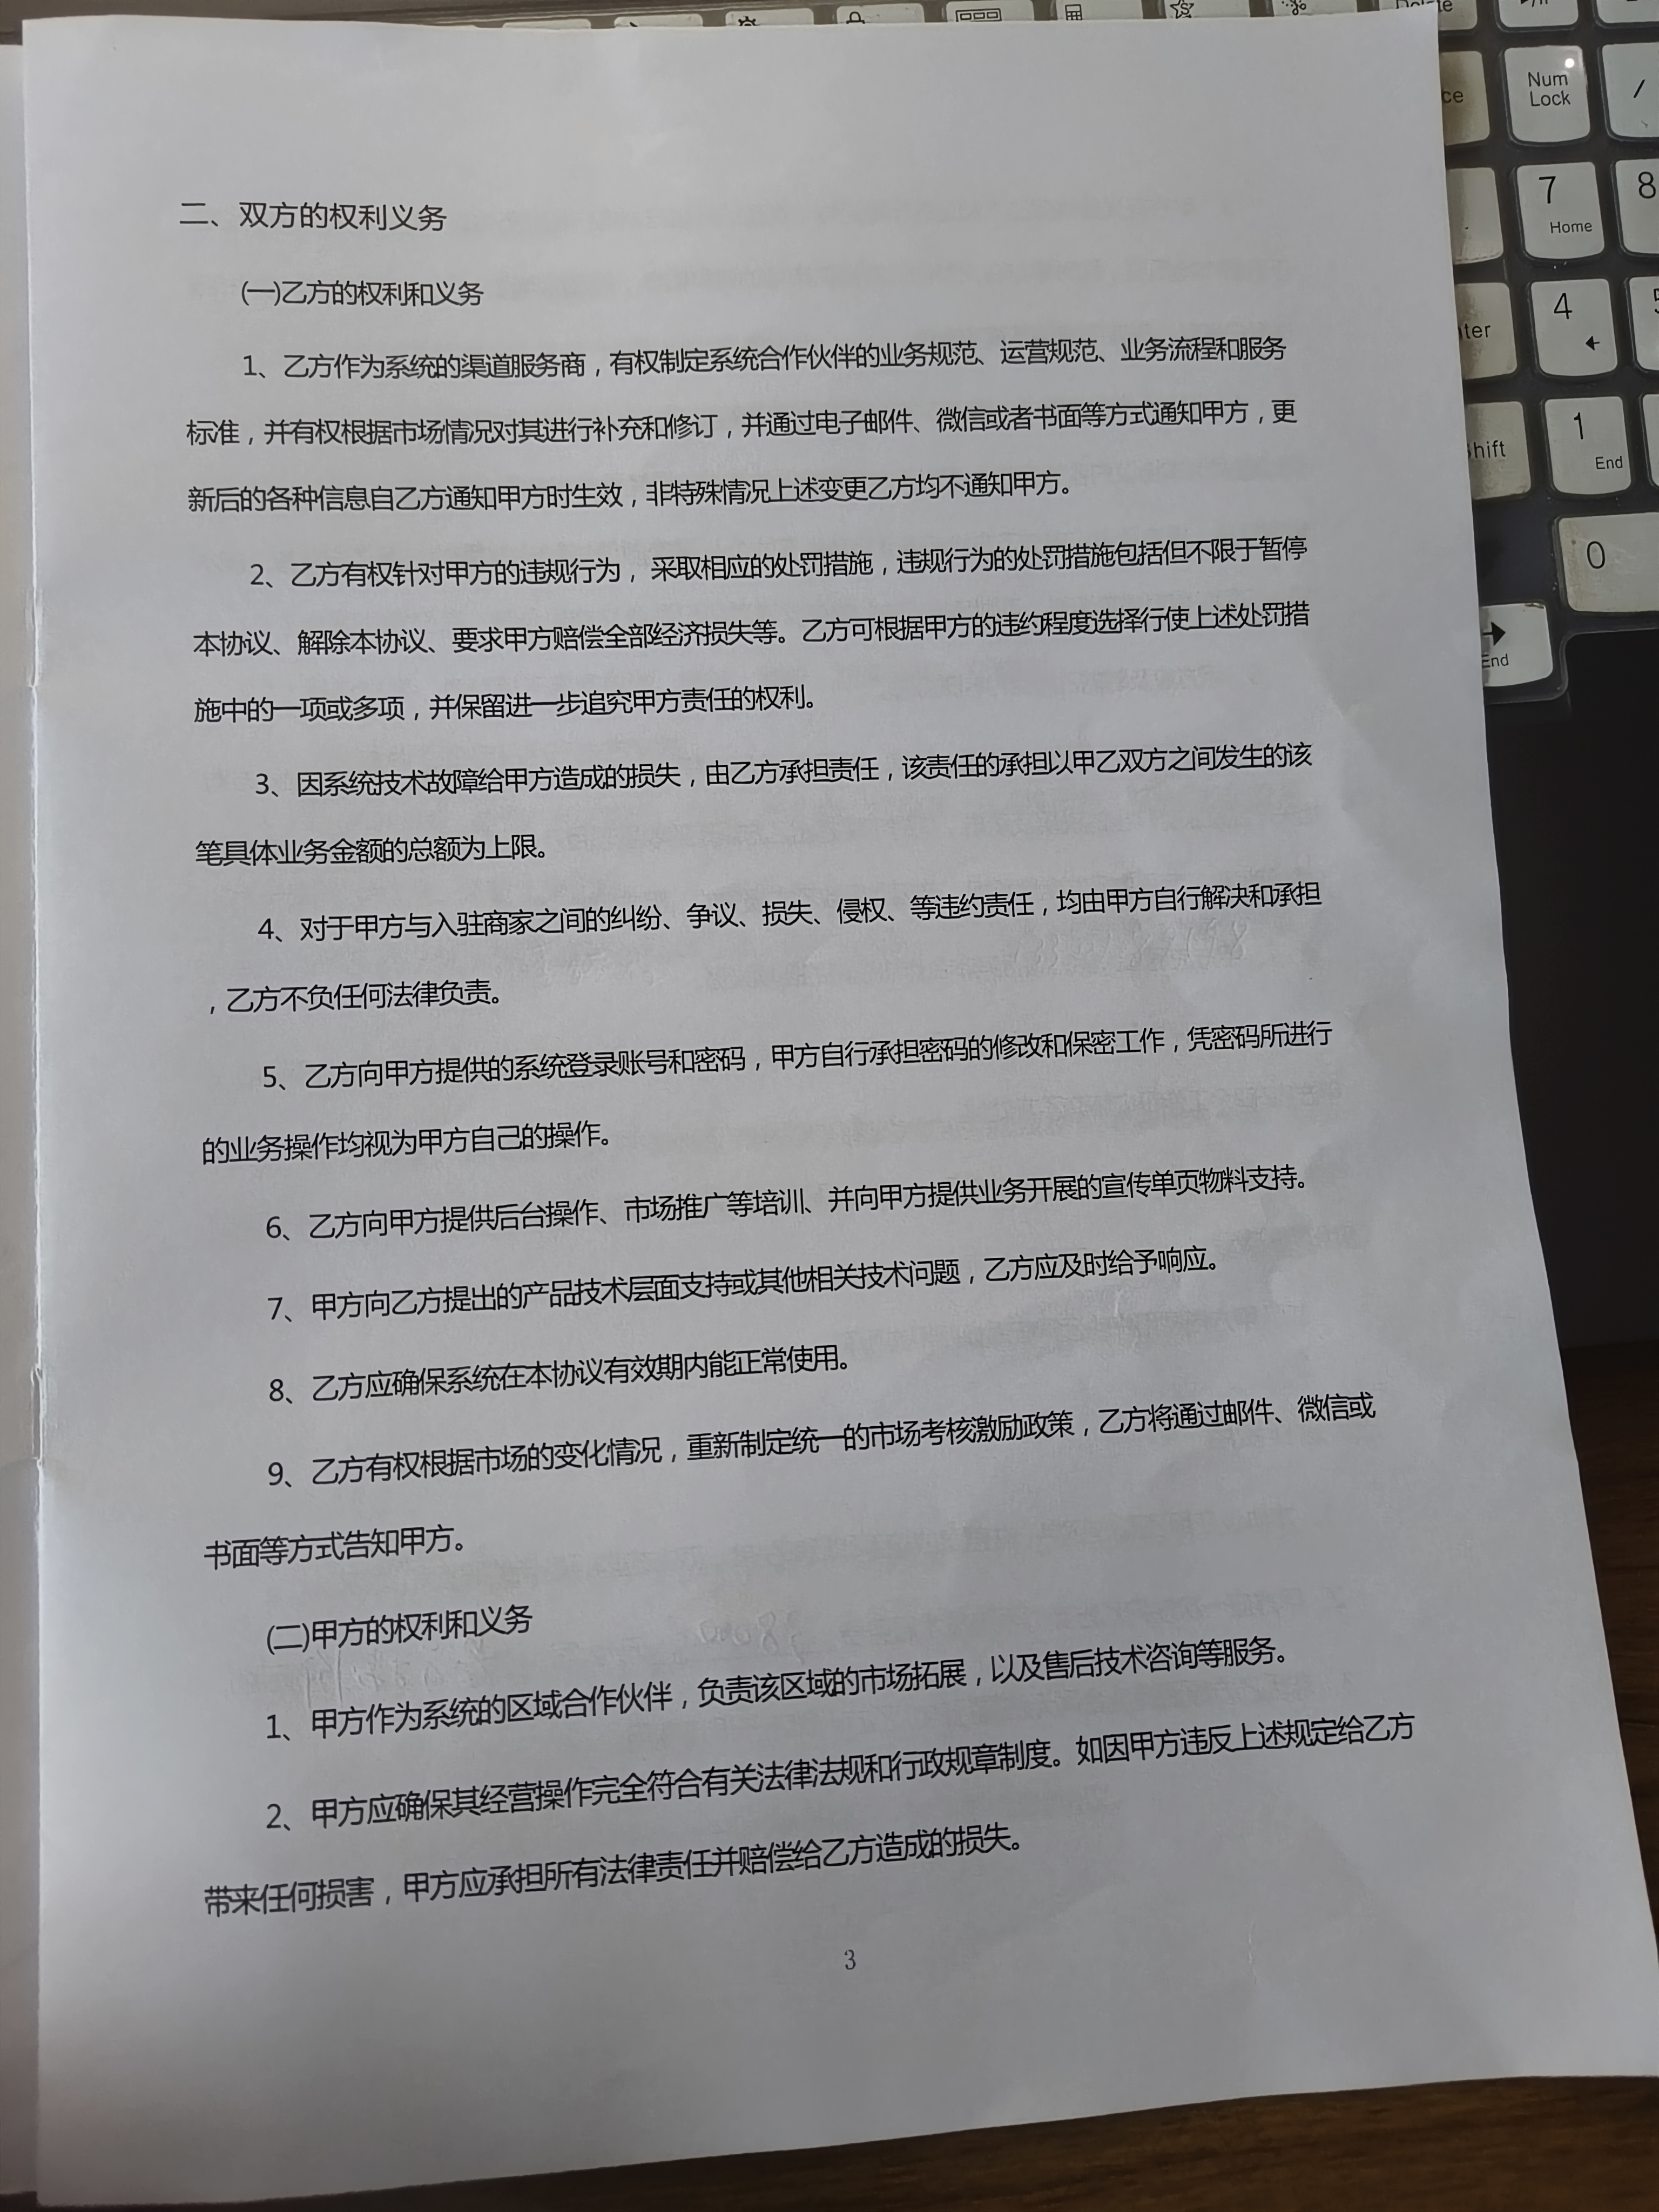 二、双方的权利义务
(一)乙方的权利和义务
1、乙方作为系统的渠道服务商，有权制定系统合作伙伴的业务规范、运营规范、业务流程和服务
标准，并有权根据市场情况对其进行补充和修订，并通过电子邮件、微信或者书面等方式通知甲方，更
新后的各种信息自乙方通知甲方时生效，非特殊情况上述变更乙方均不通知甲方。
2、乙方有权针对甲方的违规行为， 采取相应的处罚措施，违规行为的处罚措施包括但不限于暂停
本协议、解除本协议、要求甲方赔偿全部经济损失等。乙方可根据甲方的违约程度选择行使上述处罚措
施中的一项或多项，并保留进一步追究甲方责任的权利。
3、因系统技术故障给甲方造成的损失，由乙方承担责任，该责任的承担以甲乙双方之间发生的该
笔具体业务金额的总额为上限。
4、对于甲方与入驻商家之间的纠纷、争议、损失、侵权、等违约责任，均由甲方自行解决和承担
，乙方不负任何法律负责。
5、乙方向甲方提供的系统登录账号和密码，甲方自行承担密码的修改和保密工作，凭密码所进行
的业务操作均视为甲方自己的操作。
6、乙方向甲方提供后台操作、市场推广等培训、并向甲方提供业务开展的宣传单页物料支持。
7、甲方向乙方提出的产品技术层面支持或其他相关技术问题，乙方应及时给予响应。
8、乙方应确保系统在本协议有效期内能正常使用。
9、乙方有权根据市场的变化情况，重新制定统一的市场考核激励政策，乙方将通过邮件、微信或
书面等方式告知甲方。
(二)甲方的权利和义务
1、甲方作为系统的区域合作伙伴，负责该区域的市场拓展，以及售后技术咨询等服务。
2、甲方应确保其经营操作完全符合有关法律法规和行政规章制度。如因甲方违反上述规定给乙方
带来任何损害，甲方应承担所有法律责任并赔偿给乙方造成的损失。
3
Num
Lock
/
7
Home
8
4
1
End
0
End